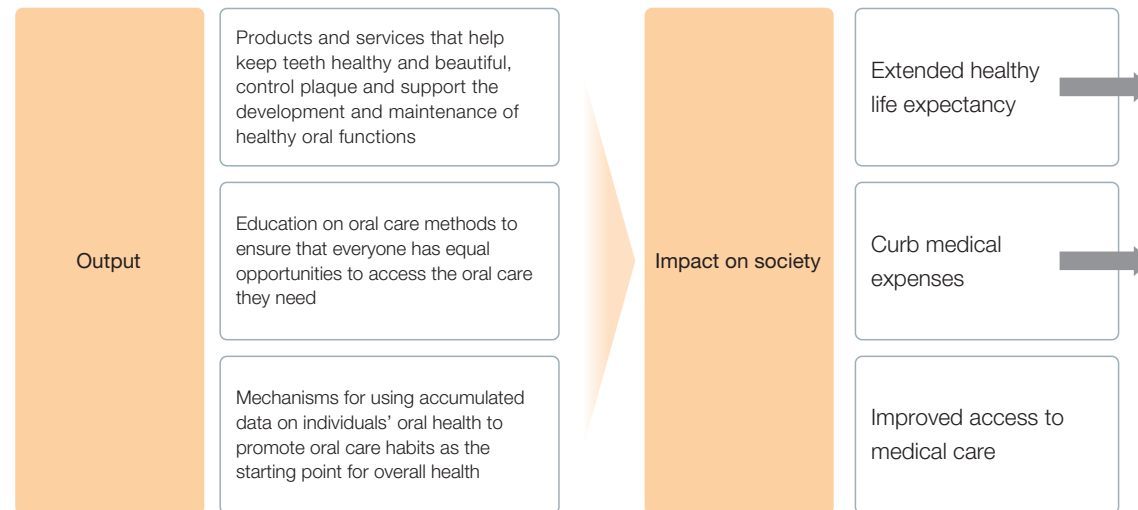 Output
Products and services that help
keep teeth healthy and beautiful,
control plaque and support the
development and maintenance of
healthy oral functions
Education on oral care methods to
ensure that everyone has equal
opportunities to access the oral care
they need
Mechanisms for using accumulated
data on individuals’ oral health to
promote oral care habits as the
starting point for overall health
Impact on society
Extended healthy
life expectancy
Curb medical
expenses
Improved access to
medical care